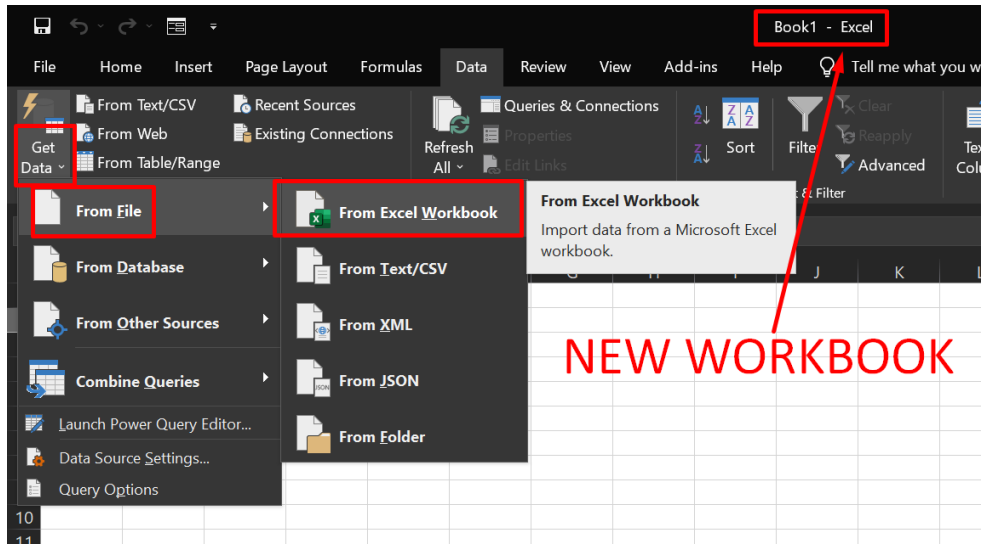 Book1 - Excel
File Home Insert Page Layout Formulas Data Review View Add-ins Help Tell me what you w
Get Data
From Text/CSV
From Web
From Table/Range
Recent Sources
Existing Connections
Refresh All
Queries & Connections
Properties
Edit Links
Sort
Filter
Clear
Reapply
Advanced
& Filter
Tex
Colu
From File
From Database
From Other Sources
Combine Queries
Launch Power Query Editor...
Data Source Settings...
Query Options
From Excel Workbook
From Text/CSV
From XML
From JSON
From Folder
From Excel Workbook
Import data from a Microsoft Excel
workbook.
J K
NEW WORKBOOK
10
11